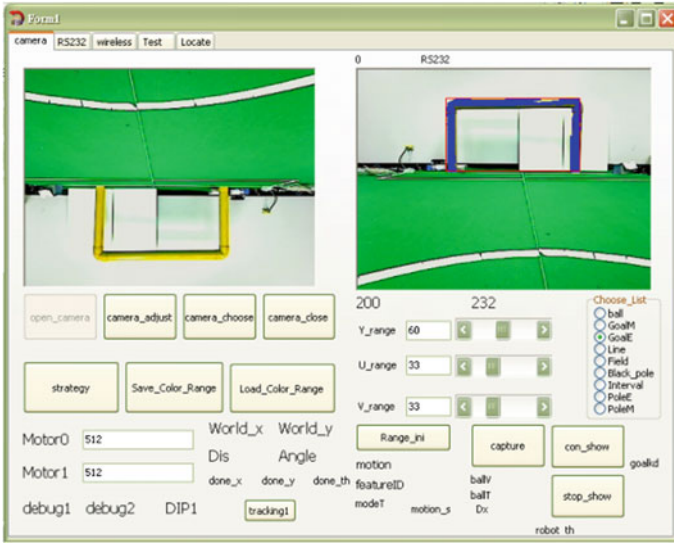 Form1
camera RS232 wireless Test Locate
0 RS232
open_camera camera_adjust camera_choose camera_close
strategy Save_Color_Range Load_Color_Range
Motor0 512
Motor1 512
World_x World_y
Dis Angle
done_x done_y done_th
debug1 debug2 DIP1 tracking1
200 232
Y_range 60
U_range 33
V_range 33
Choose_List
ball
GoalM
GoalE
Line
Field
Black_pole
Interval
PoleE
PoleM
Range_ini capture con_show
motion goalkd
featureID ballV
modeT ballT
motion_s Dx
stop_show
robot_th